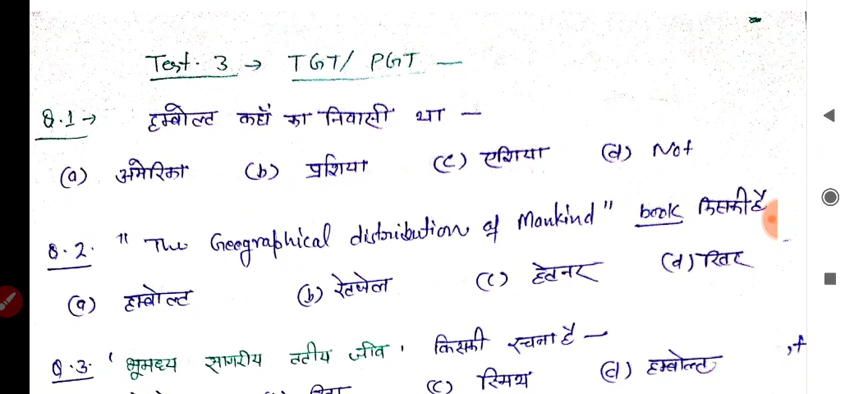 Test. 3 → TGT/ PGT —
Q.1→ हम्बोल्ट कहाँ का निवासी था —
(a) अमेरिका (b) प्रशिया (c) एशिया (d) Not
Q.2. "The Geographical distribution of Mankind" book किसकी है
(a) हम्बोल्ट (b) रेटजेल (c) हेटनर (d) रिटर
Q.3. 'भूमध्य सागरीय तटीय जीव' किसकी रचना है —
(c) स्मिथ (d) हम्बोल्ट